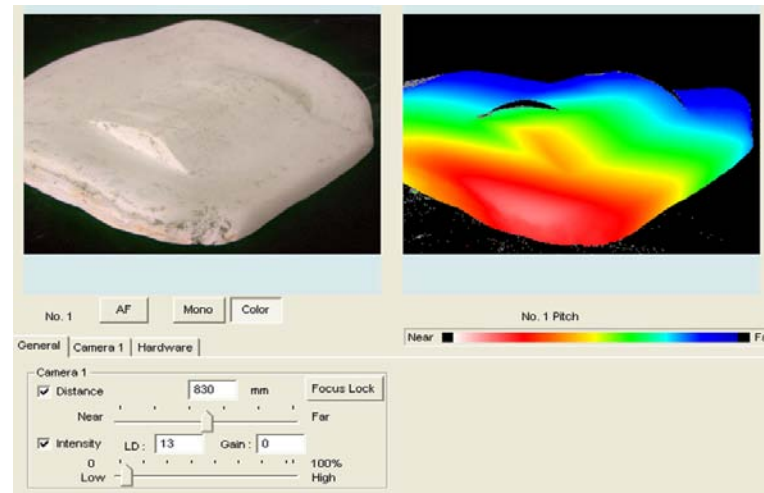 No. 1 AF Mono Color
No. 1 Pitch
Near F
General Camera 1 Hardware
Camera 1
Distance 830 mm Focus Lock
Near Far
Intensity LD : 13 Gain : 0
0 100%
Low High